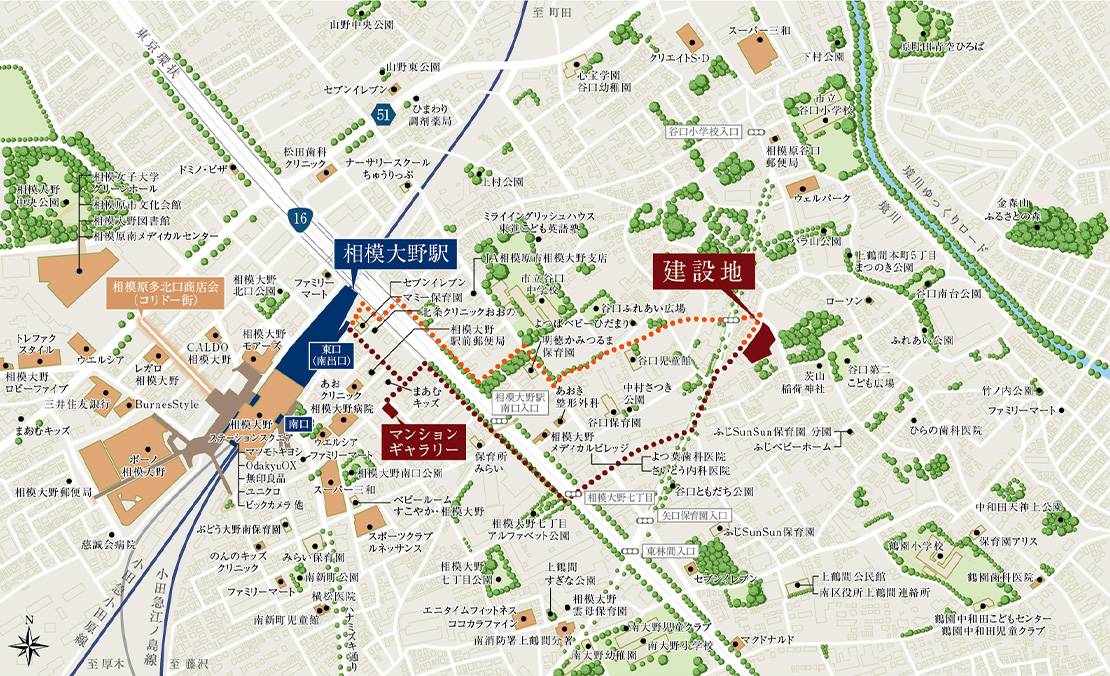 至 町田
山野中央公園
東京環状
山野東公園
セブンイレブン
51
ひまわり
調剤薬局
心宝学園
谷口幼稚園
クリエイトS・D
スーパー三和
下村公園
原町田青空ひろば
市立
谷口小学校
谷口小学校入口
相模原谷口
郵便局
ウェルパーク
境川ゆっくりロード
境川
金森山
ふるさとの森
松田歯科
クリニック
ドミノ・ピザ
ナーサリースクール
ちゅうりっぷ
上村公園
相模大野
中央公園
相模女子大学
グリーンホール
相模原市文化会館
相模大野図書館
相模原南メディカルセンター
16
相模大野駅
ミライイングリッシュハウス
東進こども英語塾
JA相模原市相模大野支店
市立谷口
中学校
建設地
バラ山公園
上鶴間本町5丁目
まつのき公園
谷口南台公園
ローソン
ふれあい公園
相模原多北口商店会
(コリドー街)
相模大野
北口公園
ファミリー
マート
セブンイレブン
マミー保育園
北条クリニックおおの
相模大野
駅前郵便局
谷口ふれあい広場
よつばベビーひだまり
明徳かみつるま
保育園
谷口児童館
トレファク
スタイル
ウエルシア
相模大野
ロビーファイブ
レガロ
相模大野
CALDO
相模大野
相模大野
モアーズ
東口
(南出口)
三井住友銀行
BurnesStyle
まあむキッズ
あお
クリニック
まあむ
キッズ
相模大野駅
南口入口
あおき
整形外科
中村さつき
公園
谷口保育園
茨山
稲荷神社
谷口第二
こども広場
竹ノ内公園
ファミリーマート
ひらの歯科医院
相模大野病院
南口
相模大野
ステーションスクエア
マンション
ギャラリー
ボーノ
相模大野
マツモトキヨシ
OdakyuOX
無印良品
ユニクロ
ビックカメラ 他
ウエルシア
ファミリーマート
相模大野南口公園
スーパー三和
保育所
みらい
相模大野
メディカルビレッジ
よつ葉歯科医院
さいとう内科医院
ふじSunSun保育園 分園
ふじベビーホーム
相模大野郵便局
慈誠会病院
ベビールーム
すこやか・相模大野
スポーツクラブ
ルネッサンス
相模大野七丁目
谷口ともだち公園
矢口保育園入口
ふじSunSun保育園
東林間入口
相模大野七丁目
アルファベット公園
中和田天神上公園
ぶどう大野南保育園
のんのキッズ
クリニック
みらい保育園
ファミリーマート
南新町公園
横松医院
南新町児童館
ハナミズキ通り
相模大野
七丁目公園
上鶴間
すぎな公園
相模大野
雲母保育園
エニタイムフィットネス
ココカラファイン
南消防署上鶴間分署
南大野児童クラブ
南大野小学校
南大野幼稚園
マクドナルド
セブンイレブン
上鶴間公民館
南区役所上鶴間連絡所
鶴園小学校
保育園アリス
鶴園歯科医院
鶴園中和田こどもセンター
鶴園中和田児童クラブ
小田急小田原線
小田急江ノ島線
至 厚木
至 藤沢
N